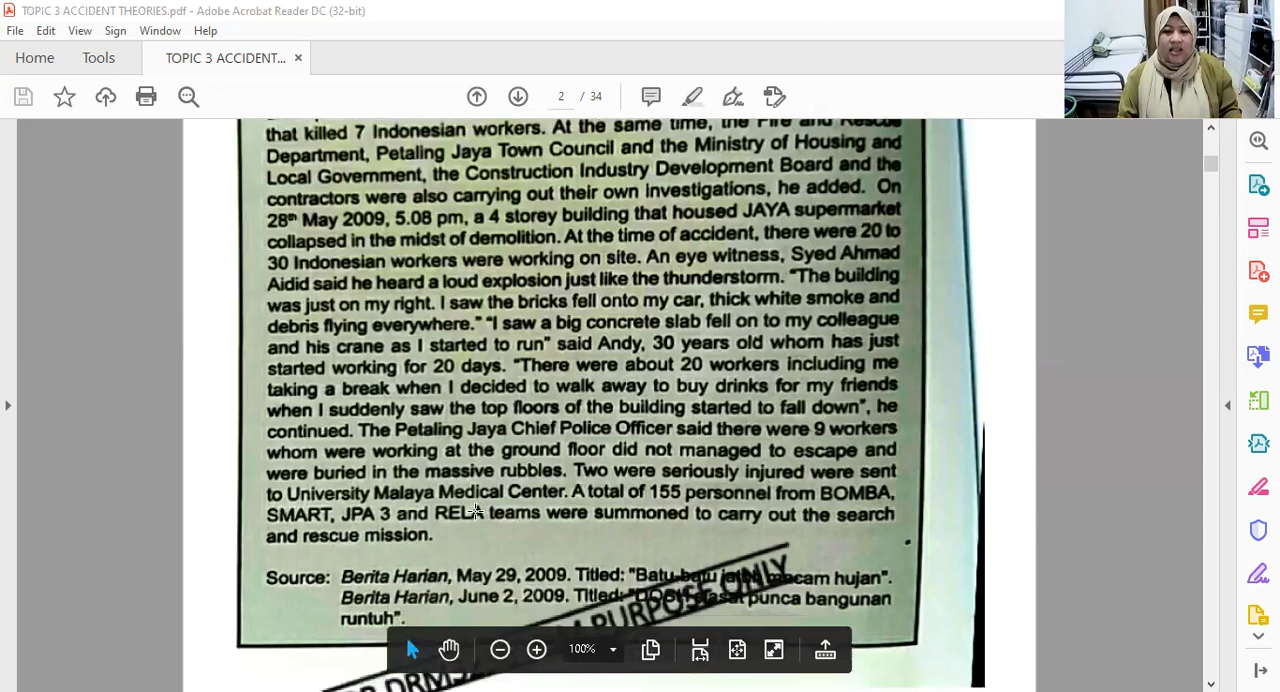 TOPIC 3 ACCIDENT THEORIES.pdf - Adobe Acrobat Reader DC (32-bit)
File Edit View Sign Window Help
Home Tools TOPIC 3 ACCIDENT... ×
2 / 34
that killed 7 Indonesian workers. At the same time, the Fire and Rescue
Department, Petaling Jaya Town Council and the Ministry of Housing and
Local Government, the Construction Industry Development Board and the
contractors were also carrying out their own investigations, he added. On
28th May 2009, 5.08 pm, a 4 storey building that housed JAYA supermarket
collapsed in the midst of demolition. At the time of accident, there were 20 to
30 Indonesian workers were working on site. An eye witness, Syed Ahmad
Aidid said he heard a loud explosion just like the thunderstorm. "The building
was just on my right. I saw the bricks fell onto my car, thick white smoke and
debris flying everywhere." "I saw a big concrete slab fell on to my colleague
and his crane as I started to run" said Andy, 30 years old whom has just
started working for 20 days. "There were about 20 workers including me
taking a break when I decided to walk away to buy drinks for my friends
when I suddenly saw the top floors of the building started to fall down", he
continued. The Petaling Jaya Chief Police Officer said there were 9 workers
whom were working at the ground floor did not managed to escape and
were buried in the massive rubbles. Two were seriously injured were sent
to University Malaya Medical Center. A total of 155 personnel from BOMBA,
SMART, JPA 3 and RELA teams were summoned to carry out the search
and rescue mission.
Source: Berita Harian, May 29, 2009. Titled: "Batu-batu jatuh macam hujan".
Berita Harian, June 2, 2009. Titled: "DOSH siasat punca bangunan
runtuh".
PURPOSE ONLY
100%